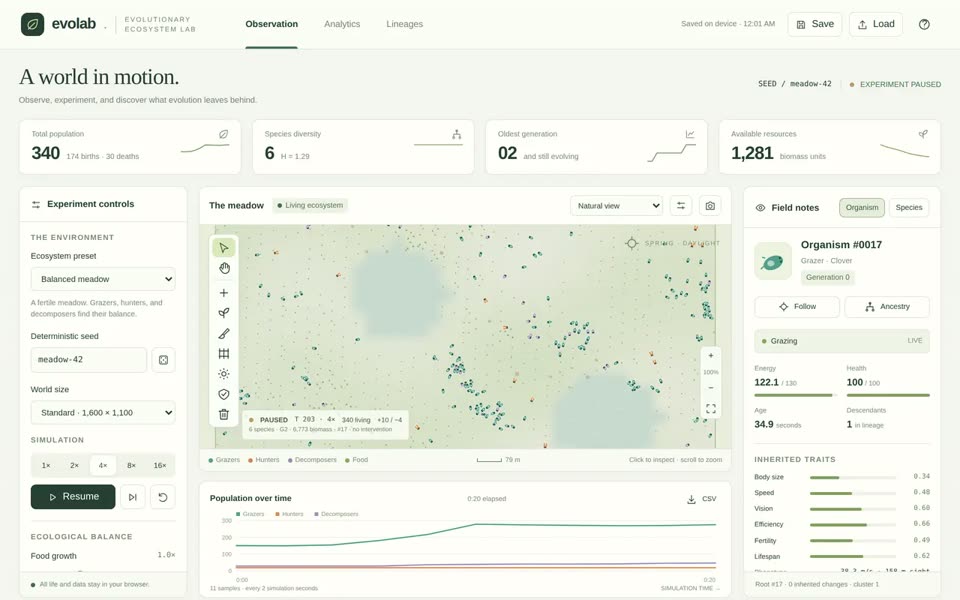 evolab .
EVOLUTIONARY
ECOSYSTEM LAB
Observation
Analytics
Lineages
Saved on device · 12:01 AM
Save
Load
A world in motion.
Observe, experiment, and discover what evolution leaves behind.
SEED / meadow-42
EXPERIMENT PAUSED
Total population
340 174 births · 30 deaths
Species diversity
6 H = 1.29
Oldest generation
02 and still evolving
Available resources
1,281 biomass units
Experiment controls
THE ENVIRONMENT
Ecosystem preset
Balanced meadow
A fertile meadow. Grazers, hunters, and
decomposers find their balance.
Deterministic seed
meadow-42
World size
Standard · 1,600 × 1,100
SIMULATION
1× 2× 4× 8× 16×
Resume
ECOLOGICAL BALANCE
Food growth 1.0×
All life and data stay in your browser.
The meadow
Living ecosystem
Natural view
SPRING · DAYLIGHT
+
100%
−
PAUSED T 203 · 4× 340 living +10 / −4
6 species · G2 · 6,773 biomass · #17 · no intervention
Grazers Hunters Decomposers Food
79 m
Click to inspect · scroll to zoom
Population over time
0:20 elapsed
CSV
Grazers Hunters Decomposers
300
200
100
0
0:00 0:20
11 samples · every 2 simulation seconds
SIMULATION TIME →
Field notes
Organism
Species
Organism #0017
Grazer · Clover
Generation 0
Follow
Ancestry
Grazing
LIVE
Energy
122.1 / 130
Health
100 / 100
Age
34.9 seconds
Descendants
1 in lineage
INHERITED TRAITS
Body size 0.34
Speed 0.48
Vision 0.60
Efficiency 0.66
Fertility 0.49
Lifespan 0.62
Root #17 · 0 inherited changes · cluster 1